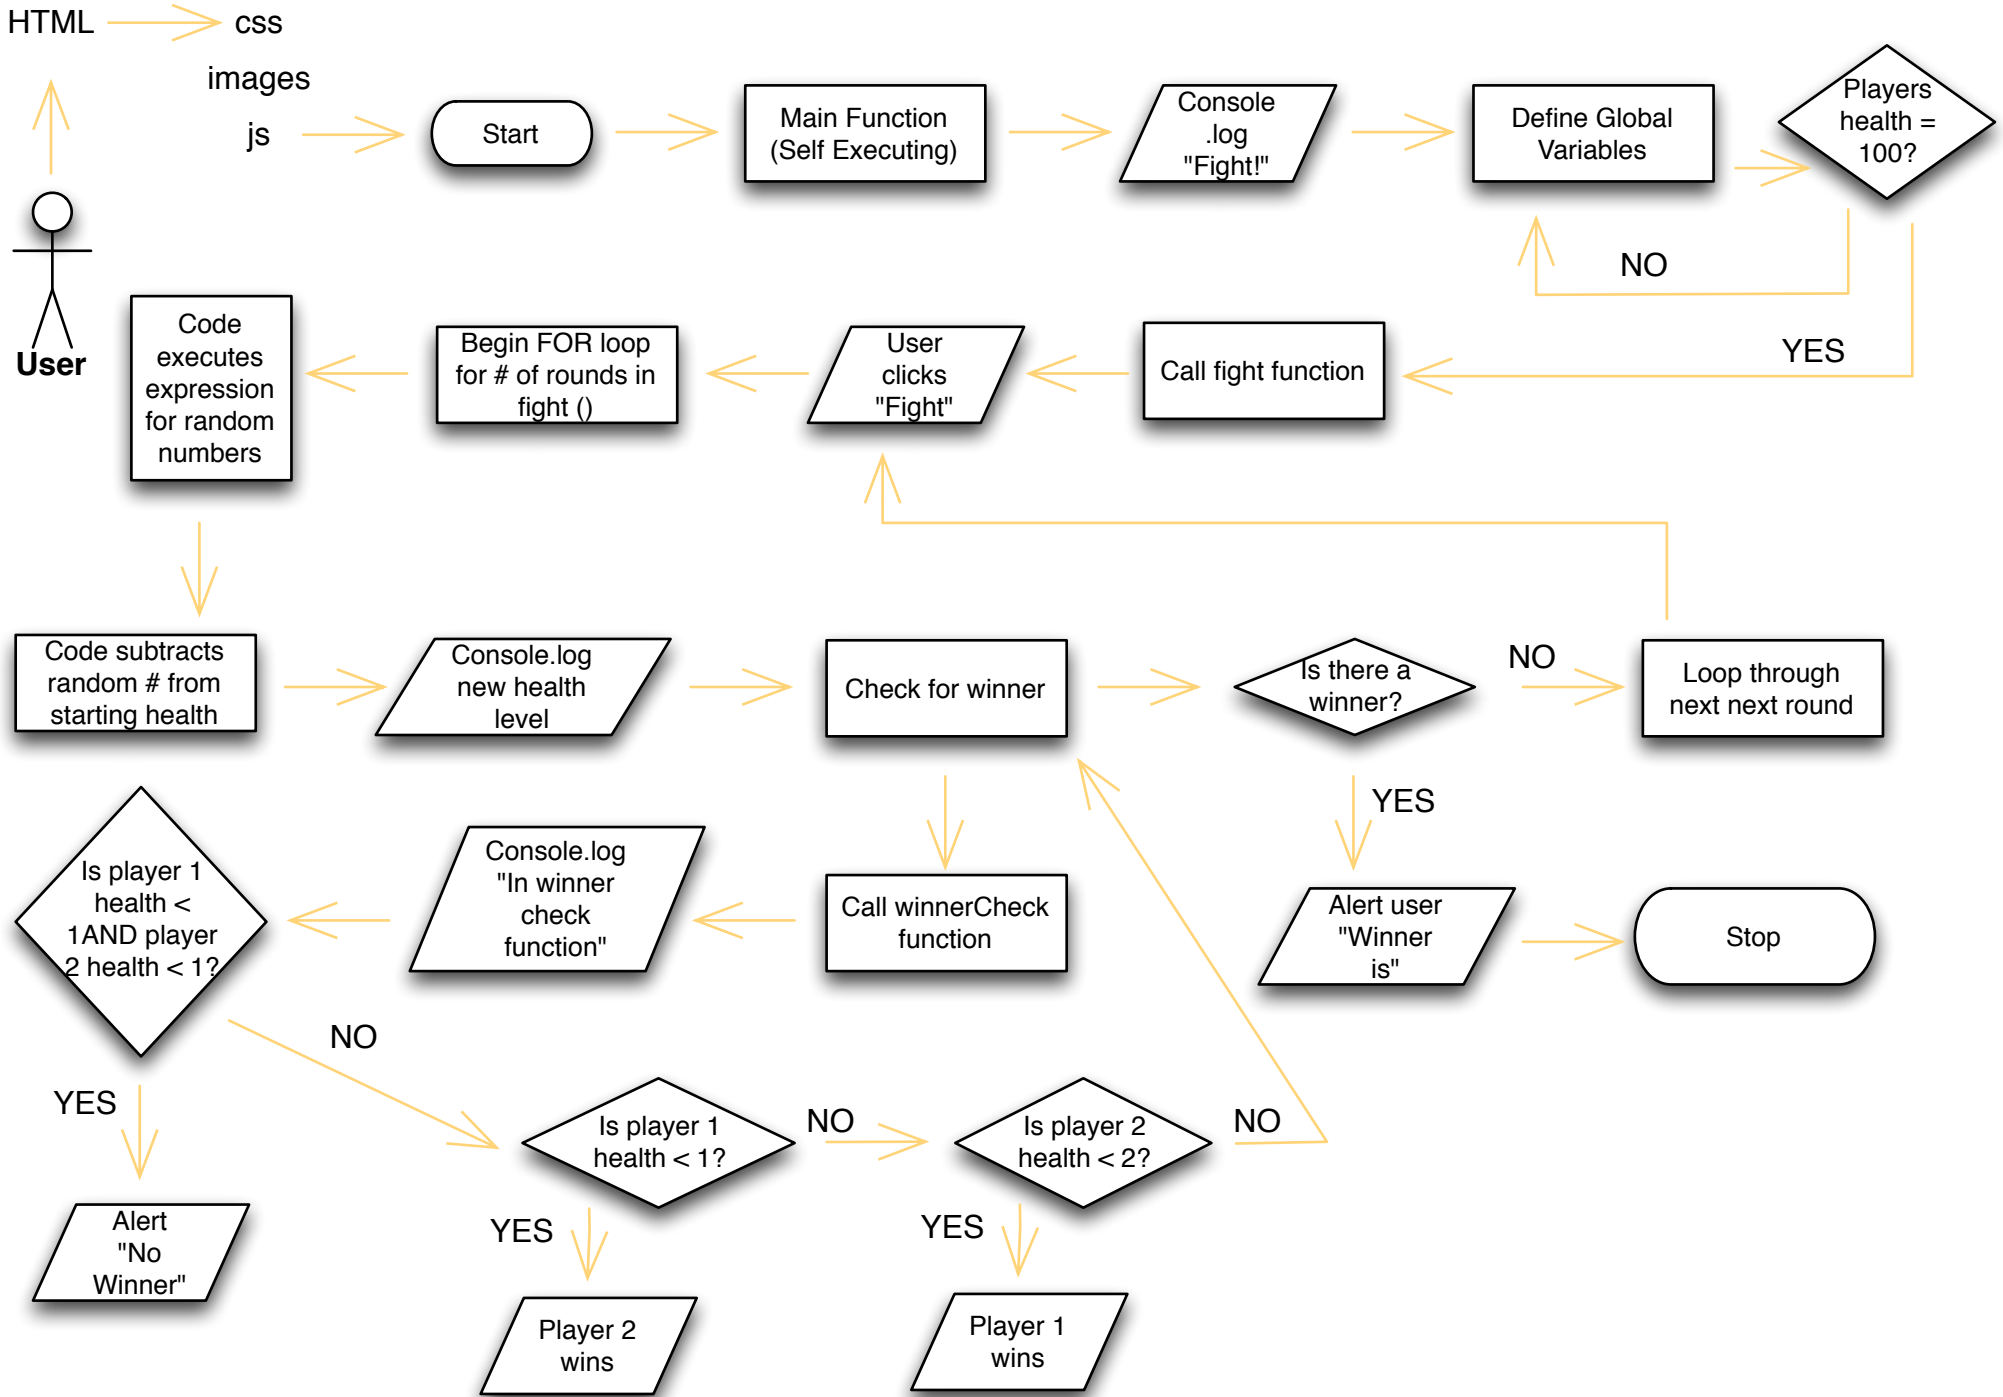 HTML
css
images
js
Start
Main Function
(Self Executing)
Console
.log
"Fight!"
Define Global
Variables
Players
health =
100?
NO
YES
User
Code
executes
expression
for random
numbers
Begin FOR loop
for # of rounds in
fight ()
User
clicks
"Fight"
Call fight function
Code subtracts
random # from
starting health
Console.log
new health
level
Check for winner
Is there a
winner?
NO
Loop through
next next round
YES
Is player 1
health <
1AND player
2 health < 1?
Console.log
"In winner
check
function"
Call winnerCheck
function
Alert user
"Winner
is"
Stop
NO
YES
Is player 1
health < 1?
NO
Is player 2
health < 2?
NO
YES
YES
Alert
"No
Winner"
Player 2
wins
Player 1
wins